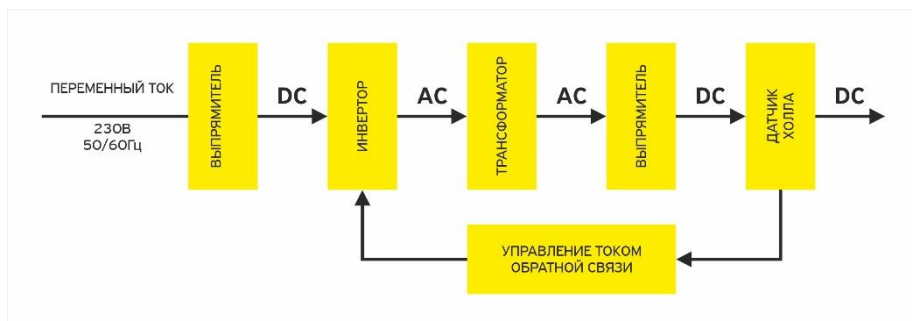 ПЕРЕМЕННЫЙ ТОК
230В
50/60Гц
ВЫПРЯМИТЕЛЬ
DC
ИНВЕРТОР
AC
ТРАНСФОРМАТОР
AC
ВЫПРЯМИТЕЛЬ
DC
ДАТЧИК
ХОЛЛА
DC
УПРАВЛЕНИЕ ТОКОМ
ОБРАТНОЙ СВЯЗИ